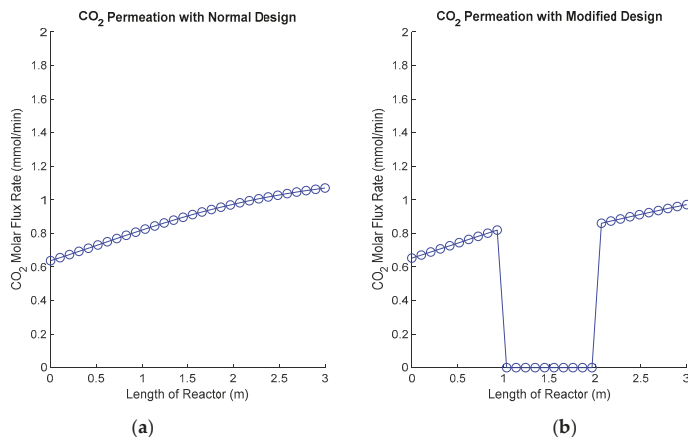 CO2 Permeation with Normal Design
2
1.8
1.6
1.4
1.2
1
0.8
0.6
0.4
0.2
0
CO2 Molar Flux Rate (mmol/min)
0 0.5 1 1.5 2 2.5 3
Length of Reactor (m)
(a)
CO2 Permeation with Modified Design
2
1.8
1.6
1.4
1.2
1
0.8
0.6
0.4
0.2
0
CO2 Molar Flux Rate (mmol/min)
0 0.5 1 1.5 2 2.5 3
Length of Reactor (m)
(b)